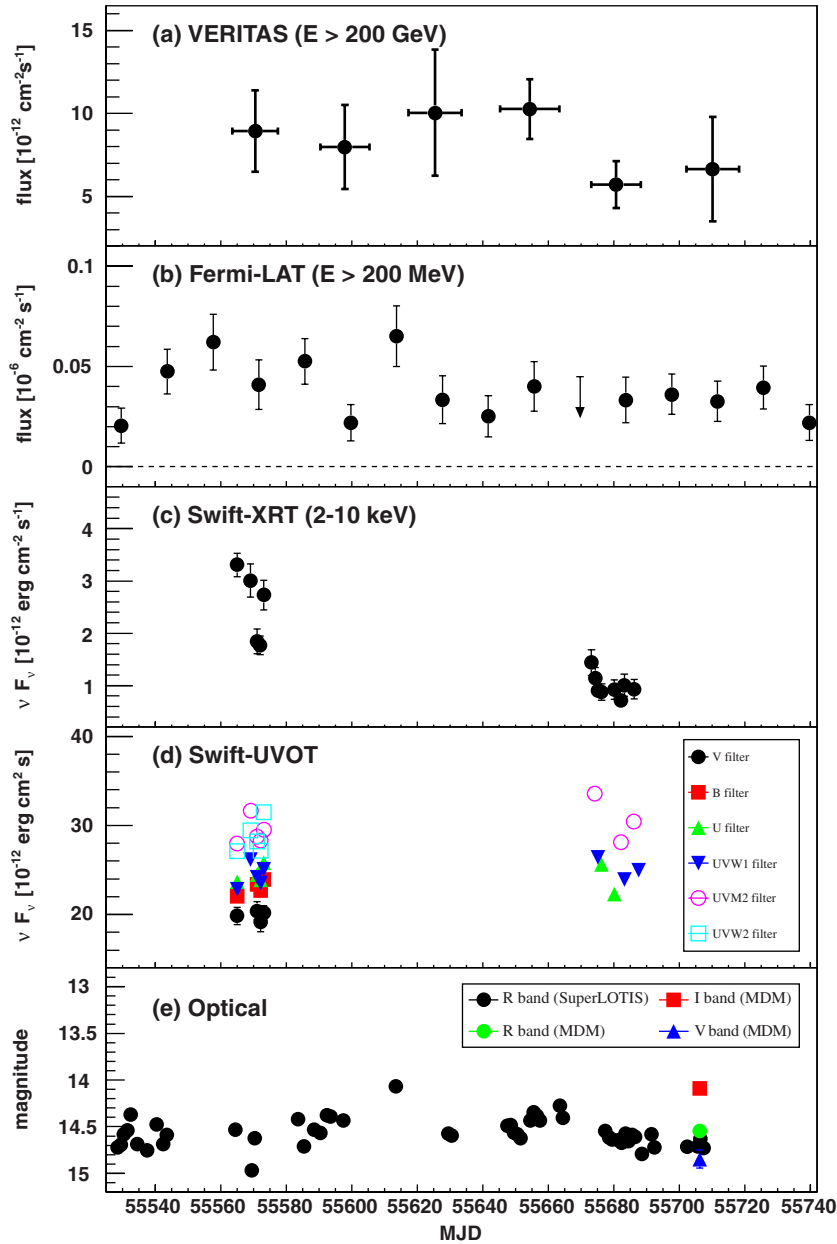 (a) VERITAS (E > 200 GeV)
flux [10⁻¹² cm⁻²s⁻¹]
15
10
5
(b) Fermi-LAT (E > 200 MeV)
flux [10⁻⁶ cm⁻² s⁻¹]
0.1
0.05
0
(c) Swift-XRT (2-10 keV)
ν Fᵥ [10⁻¹² erg cm⁻² s⁻¹]
4
3
2
1
(d) Swift-UVOT
ν Fᵥ [10⁻¹² erg cm² s]
40
30
20
10
V filter
B filter
U filter
UVW1 filter
UVM2 filter
UVW2 filter
(e) Optical
magnitude
13
13.5
14
14.5
15
R band (SuperLOTIS)
I band (MDM)
R band (MDM)
V band (MDM)
55540 55560 55580 55600 55620 55640 55660 55680 55700 55720 55740
MJD